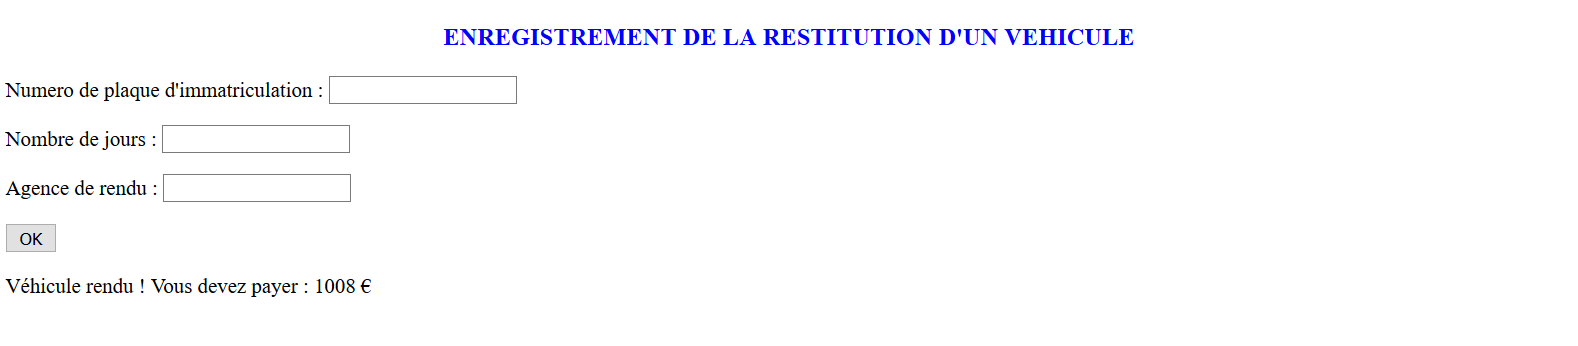 ENREGISTREMENT DE LA RESTITUTION D'UN VEHICULE
Numero de plaque d'immatriculation :
Nombre de jours :
Agence de rendu :
OK
Véhicule rendu ! Vous devez payer : 1008 €